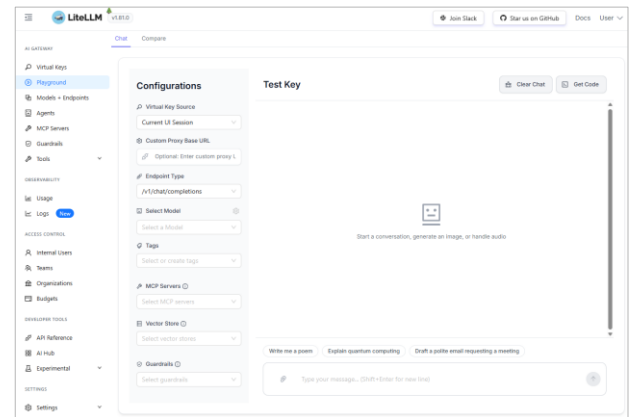 LiteLLM v1.81.0
Join Slack
Star us on GitHub
Docs
User
Chat
Compare
AI GATEWAY
Virtual Keys
Playground
Models + Endpoints
Agents
MCP Servers
Guardrails
Tools
OBSERVABILITY
Usage
Logs New
ACCESS CONTROL
Internal Users
Teams
Organizations
Budgets
DEVELOPER TOOLS
API Reference
AI Hub
Experimental
SETTINGS
Settings
Configurations
Virtual Key Source
Current UI Session
Custom Proxy Base URL
Optional: Enter custom proxy L
Endpoint Type
/v1/chat/completions
Select Model
Select a Model
Tags
Select or create tags
MCP Servers
Select MCP servers
Vector Store
Select vector stores
Guardrails
Select guardrails
Test Key
Clear Chat
Get Code
Start a conversation, generate an image, or handle audio
Write me a poem
Explain quantum computing
Draft a polite email requesting a meeting
Type your message... (Shift+Enter for new line)